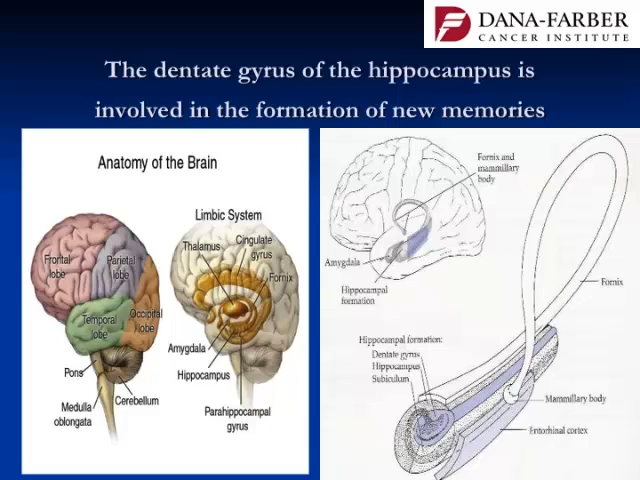 DANA-FARBER
CANCER INSTITUTE
The dentate gyrus of the hippocampus is
involved in the formation of new memories
Anatomy of the Brain
Limbic System
Frontal
lobe
Parietal
lobe
Temporal
lobe
Occipital
lobe
Pons
Medulla
oblongata
Cerebellum
Thalamus
Cingulate
gyrus
Fornix
Amygdala
Hippocampus
Parahippocampal
gyrus
Fornix and
mammillary
body
Amygdala
Hippocampal
formation
Fornix
Hippocampal formation:
Dentate gyrus
Hippocampus
Subiculum
Mammillary body
Entorhinal cortex